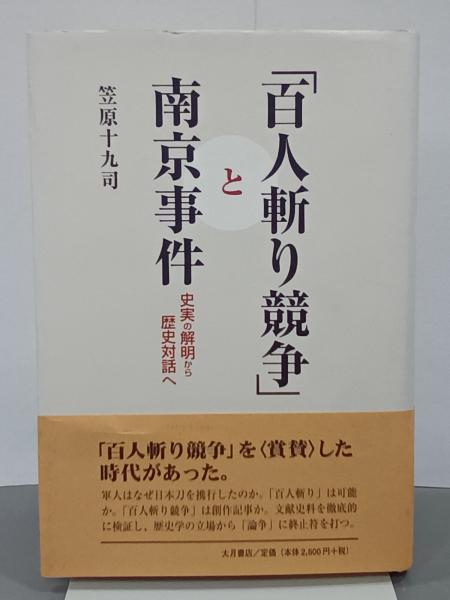 「百人斬り競争」
と
南京事件
史実の解明から
歴史対話へ
笠原十九司
「百人斬り競争」を〈賞賛〉した
時代があった。
軍人はなぜ日本刀を携行したのか。「百人斬り」は可能
か。「百人斬り競争」は創作記事か。文献史料を徹底的
に検証し、歴史学の立場から「論争」に終止符を打つ。
大月書店／定価（本体2,600円＋税）